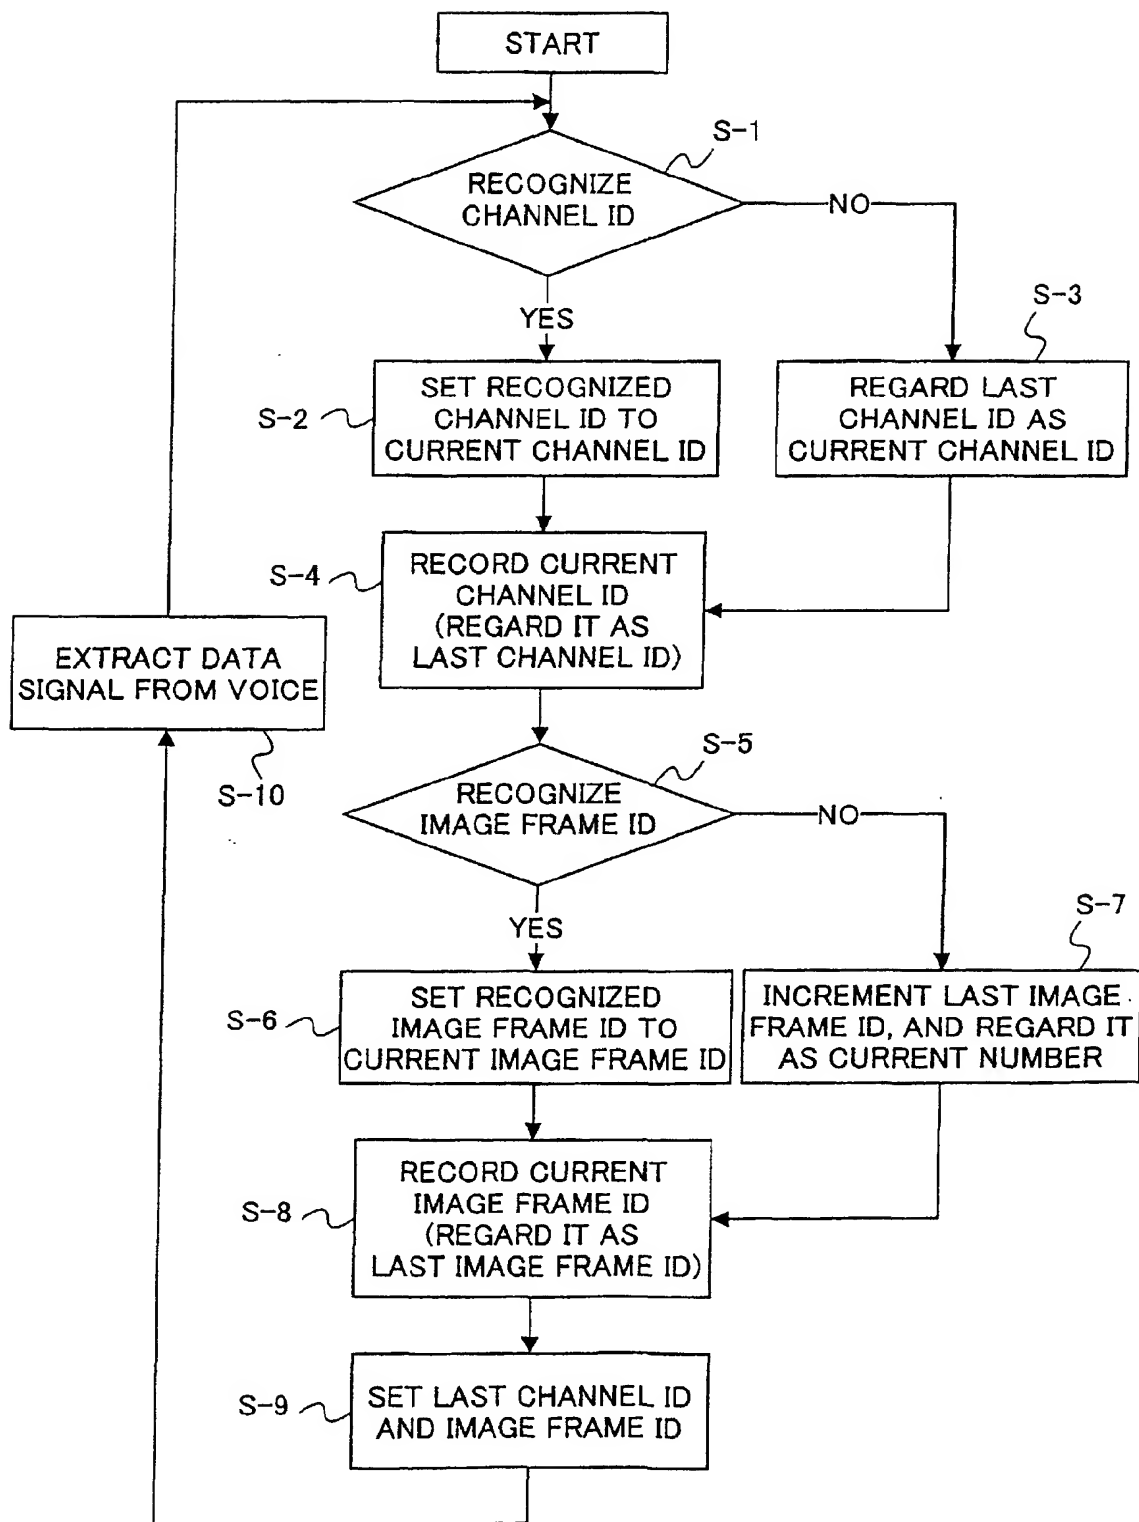 START
S-1
RECOGNIZE
CHANNEL ID
NO
YES
S-3
S-2
SET RECOGNIZED
CHANNEL ID TO
CURRENT CHANNEL ID
REGARD LAST
CHANNEL ID AS
CURRENT CHANNEL ID
S-4
RECORD CURRENT
CHANNEL ID
(REGARD IT AS
LAST CHANNEL ID)
EXTRACT DATA
SIGNAL FROM VOICE
S-10
S-5
RECOGNIZE
IMAGE FRAME ID
NO
YES
S-7
S-6
SET RECOGNIZED
IMAGE FRAME ID TO
CURRENT IMAGE FRAME ID
INCREMENT LAST IMAGE
FRAME ID, AND REGARD IT
AS CURRENT NUMBER
S-8
RECORD CURRENT
IMAGE FRAME ID
(REGARD IT AS
LAST IMAGE FRAME ID)
S-9
SET LAST CHANNEL ID
AND IMAGE FRAME ID